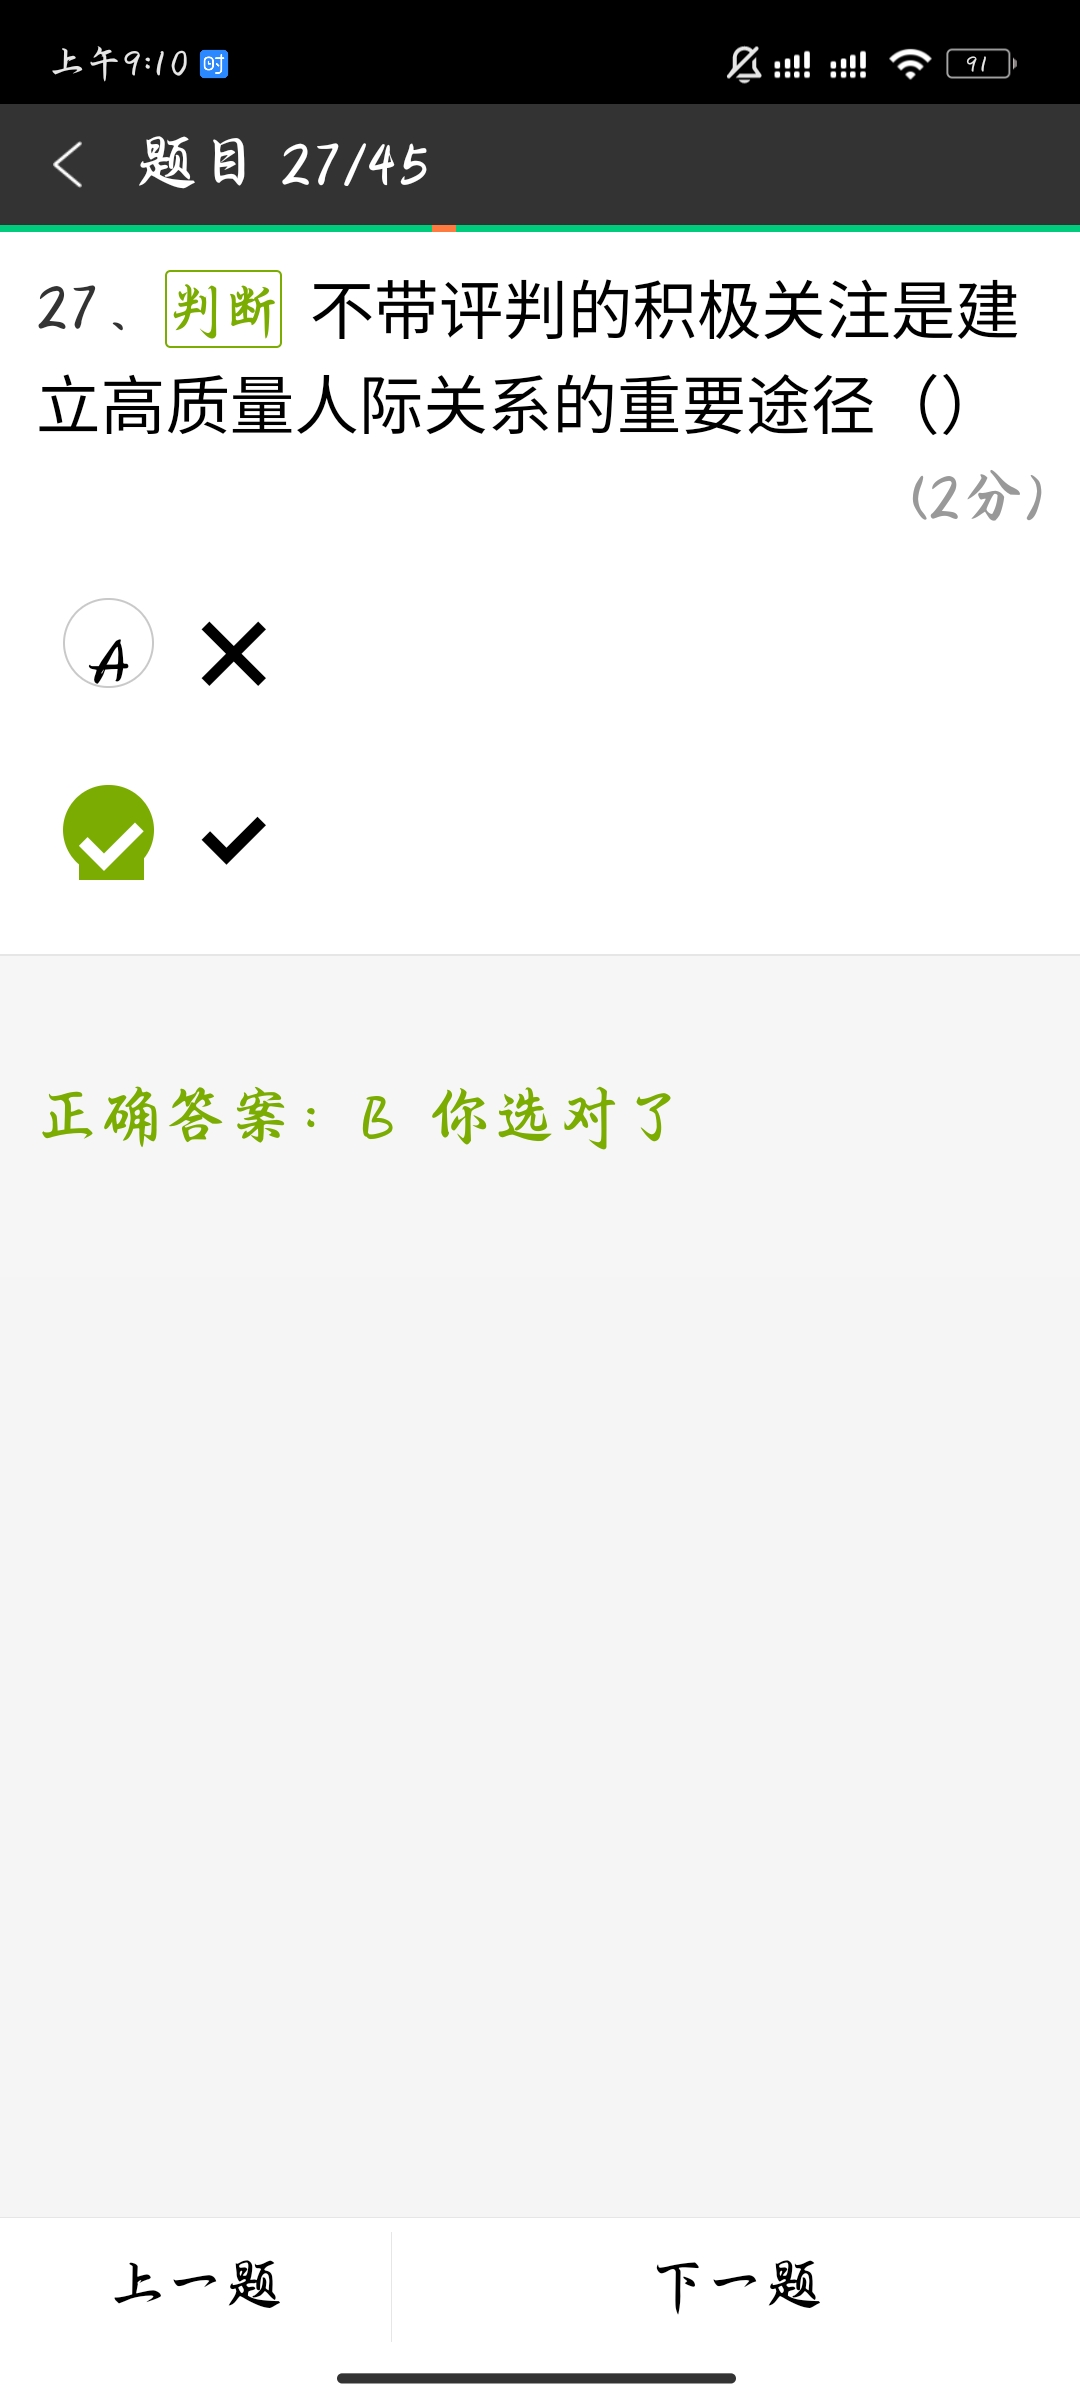 上午9:10 时 91
题目 27/45
27、 判断 不带评判的积极关注是建
立高质量人际关系的重要途径（）
(2分)
A
正确答案：B 你选对了
上一题 下一题